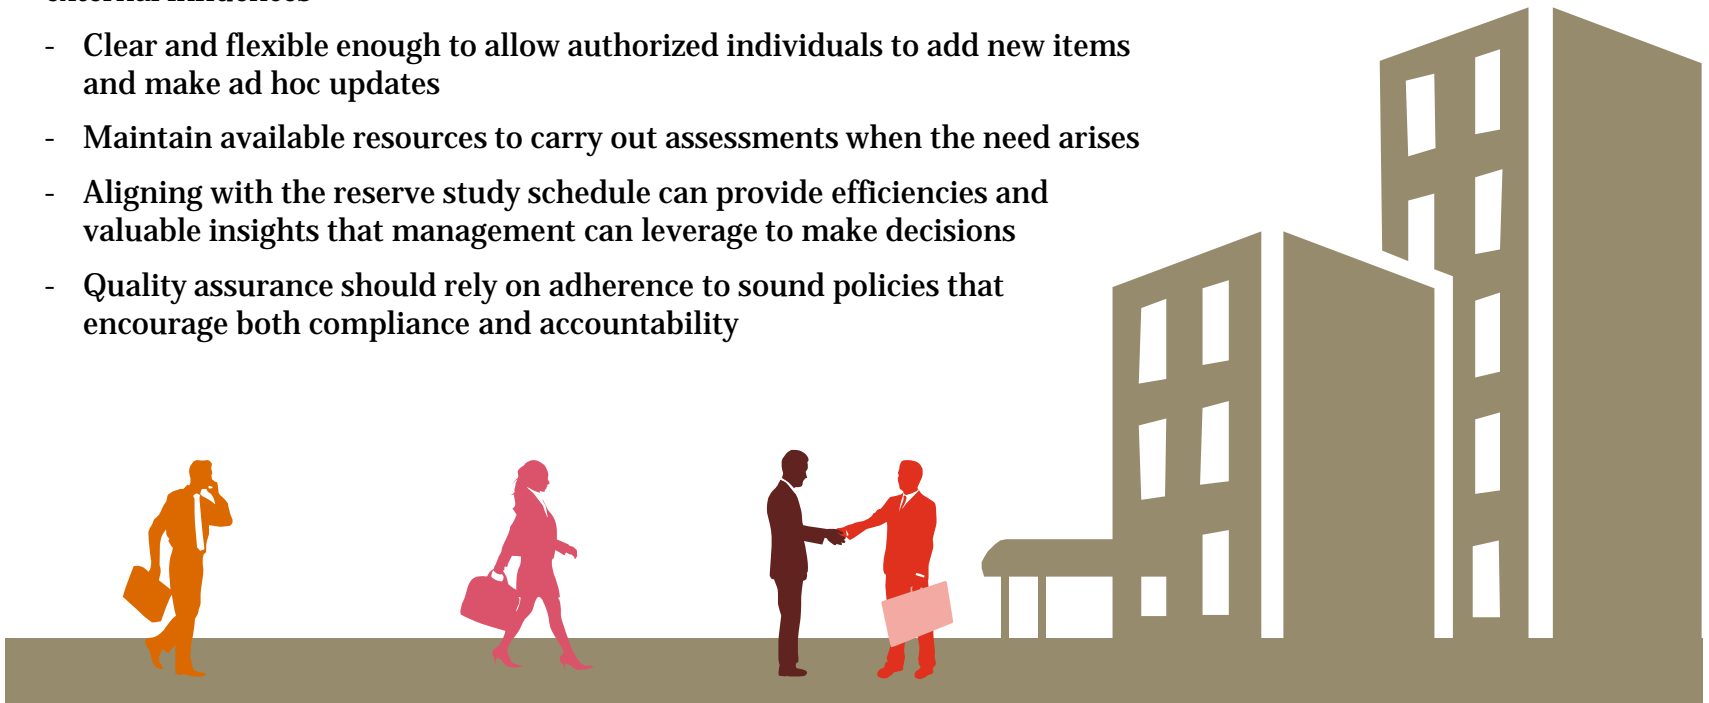 external influences
- Clear and flexible enough to allow authorized individuals to add new items
and make ad hoc updates
- Maintain available resources to carry out assessments when the need arises
- Aligning with the reserve study schedule can provide efficiencies and
valuable insights that management can leverage to make decisions
- Quality assurance should rely on adherence to sound policies that
encourage both compliance and accountability